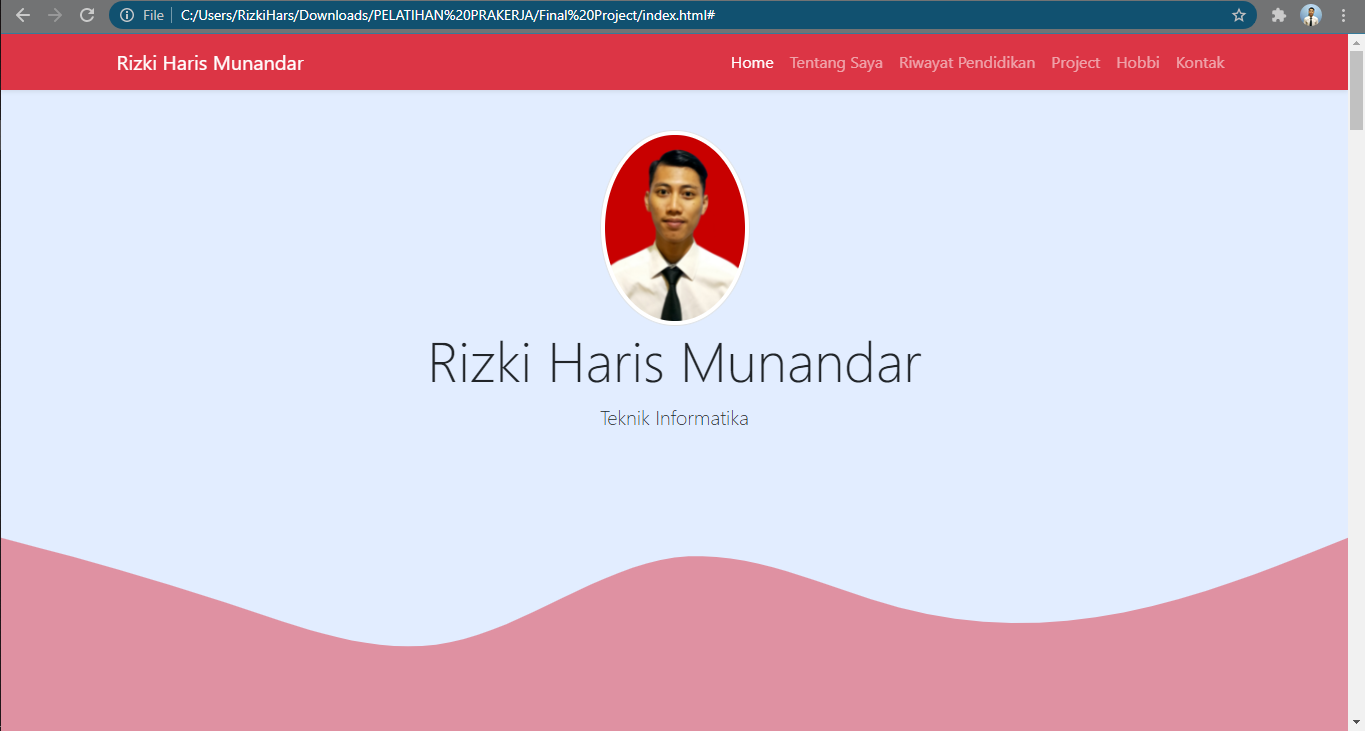 File C:/Users/RizkiHars/Downloads/PELATIHAN%20PRAKERJA/Final%20Project/index.html#
Rizki Haris Munandar Home Tentang Saya Riwayat Pendidikan Project Hobbi Kontak
Rizki Haris Munandar
Teknik Informatika